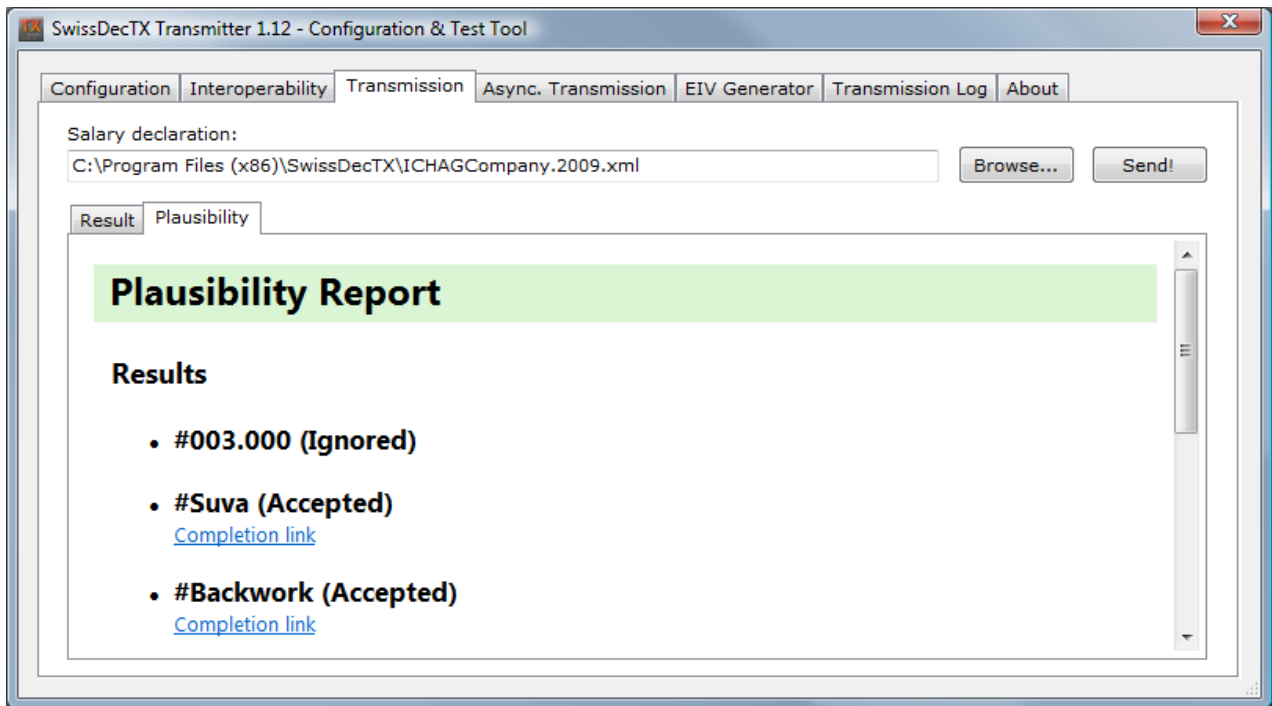 TX SwissDecTX Transmitter 1.12 - Configuration & Test Tool
Configuration Interoperability Transmission Async. Transmission EIV Generator Transmission Log About
Salary declaration:
C:\Program Files (x86)\SwissDecTX\ICHAGCompany.2009.xml Browse... Send!
Result Plausibility
Plausibility Report
Results
• #003.000 (Ignored)
• #Suva (Accepted)
Completion link
• #Backwork (Accepted)
Completion link